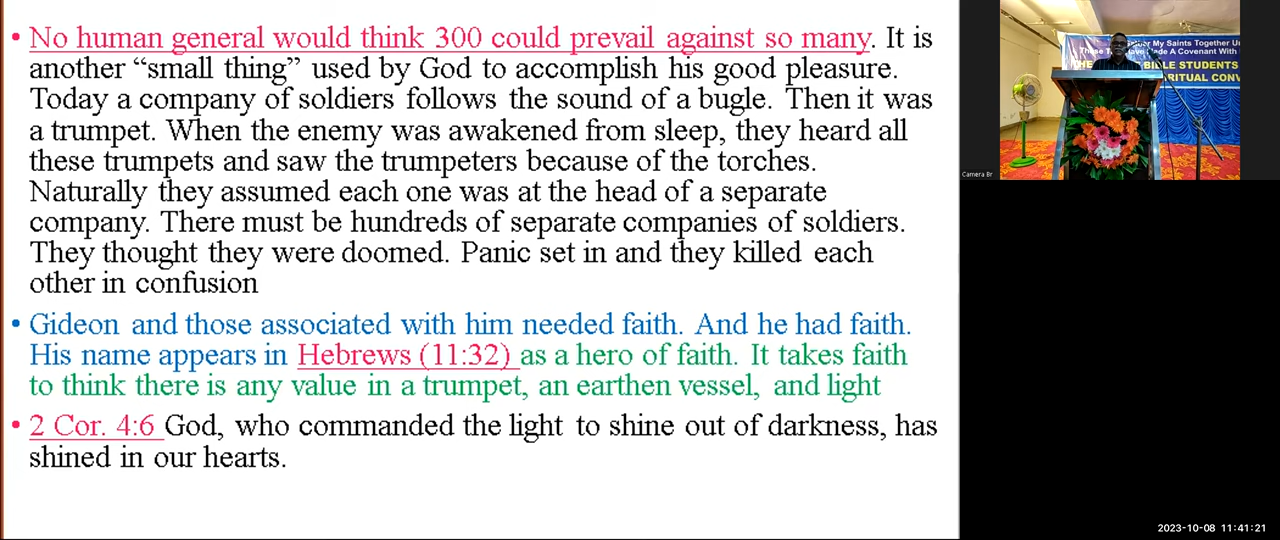 • No human general would think 300 could prevail against so many. It is
another “small thing” used by God to accomplish his good pleasure.
Today a company of soldiers follows the sound of a bugle. Then it was
a trumpet. When the enemy was awakened from sleep, they heard all
these trumpets and saw the trumpeters because of the torches.
Naturally they assumed each one was at the head of a separate
company. There must be hundreds of separate companies of soldiers.
They thought they were doomed. Panic set in and they killed each
other in confusion
• Gideon and those associated with him needed faith. And he had faith.
His name appears in Hebrews (11:32) as a hero of faith. It takes faith
to think there is any value in a trumpet, an earthen vessel, and light
• 2 Cor. 4:6 God, who commanded the light to shine out of darkness, has
shined in our hearts.
My Saints Together
A Covenant With
BIBLE STUDENTS
Camera Br
2023-10-08 11:41:21